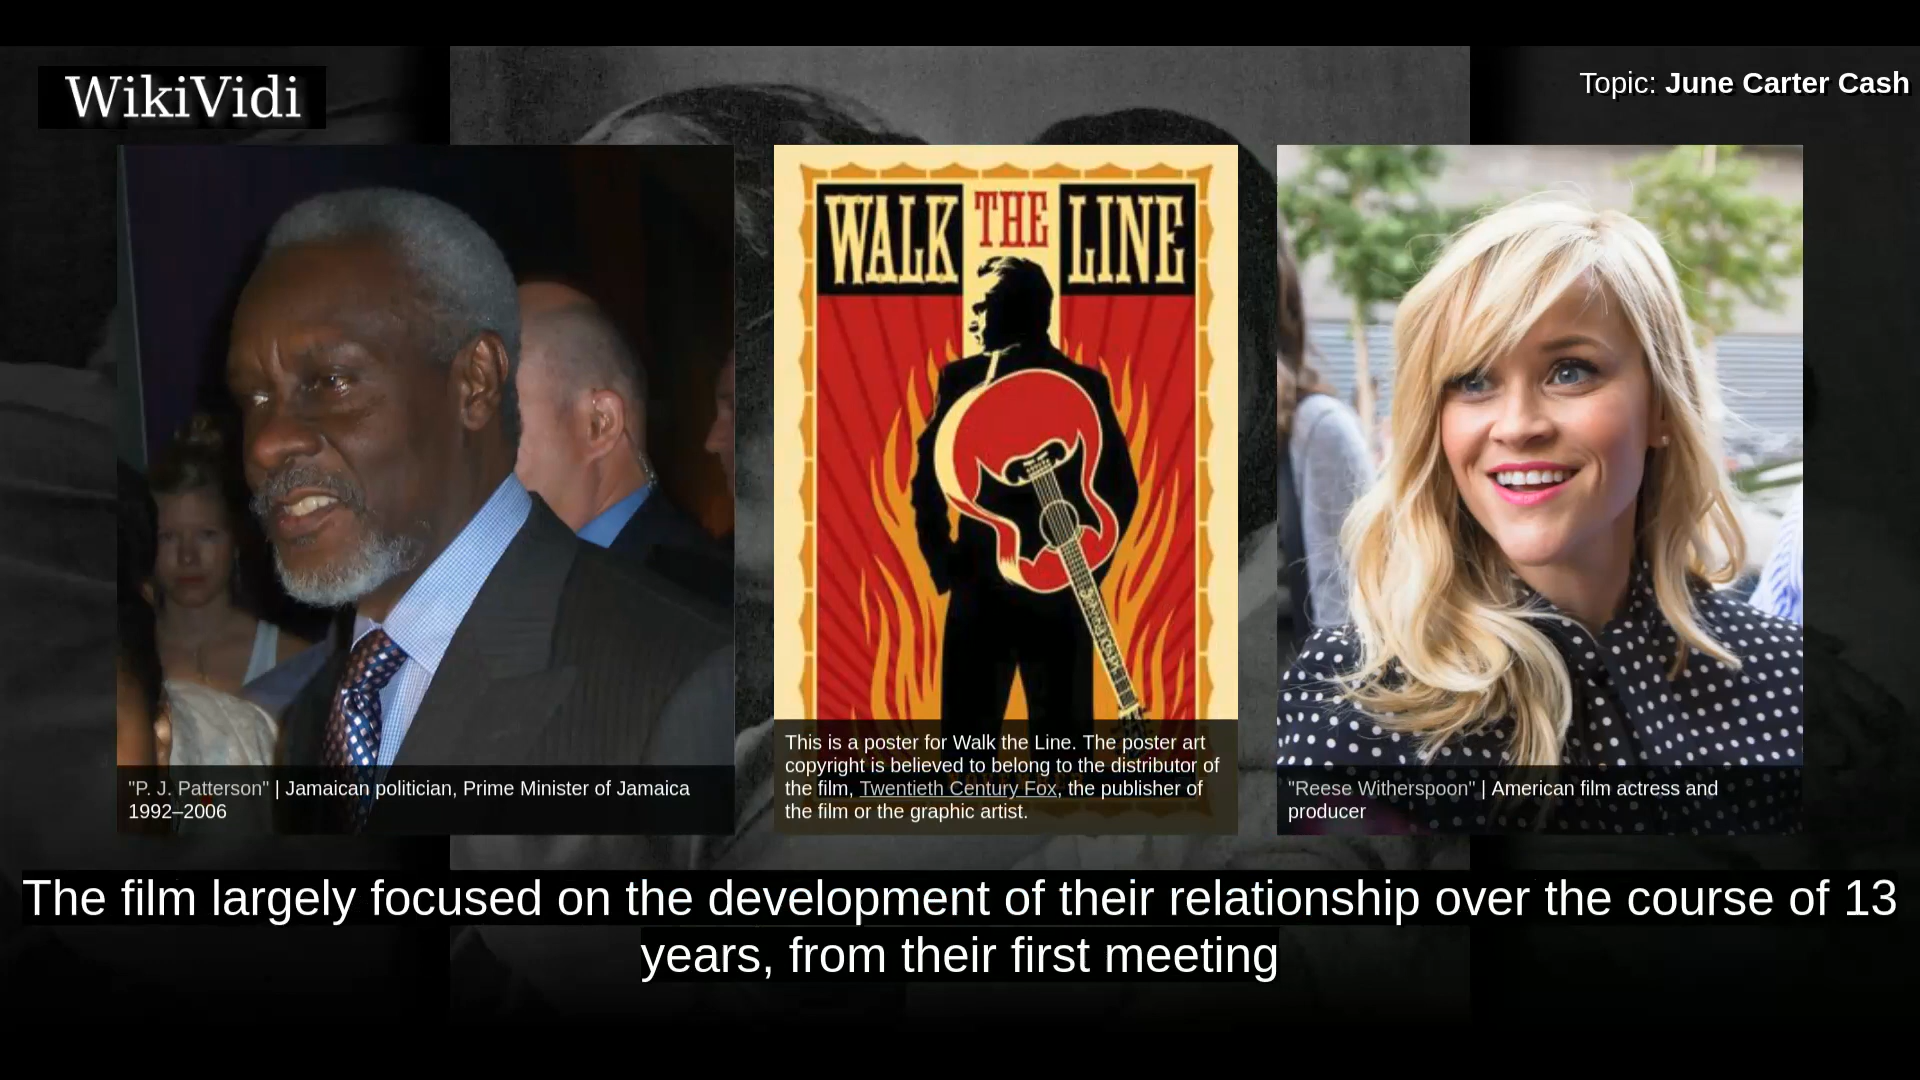 WikiVidi
Topic: June Carter Cash
WALK THE LINE
"P. J. Patterson" | Jamaican politician, Prime Minister of Jamaica
1992–2006
This is a poster for Walk the Line. The poster art
copyright is believed to belong to the distributor of
the film, Twentieth Century Fox, the publisher of
the film or the graphic artist.
"Reese Witherspoon" | American film actress and
producer
The film largely focused on the development of their relationship over the course of 13
years, from their first meeting